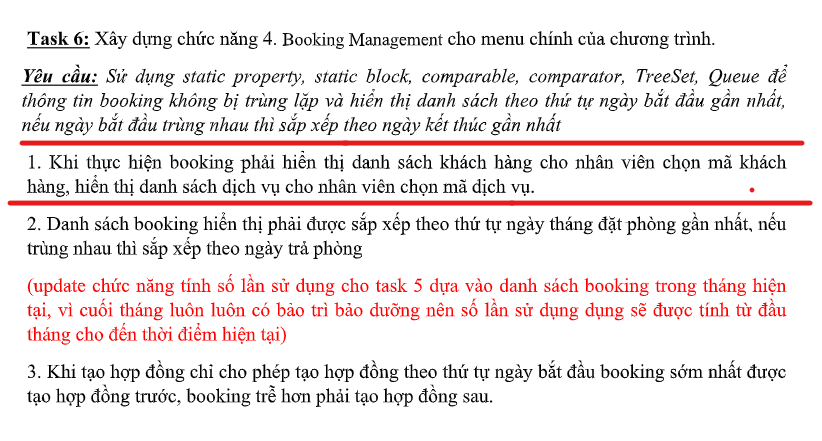 Task 6: Xây dựng chức năng 4. Booking Management cho menu chính của chương trình.
Yêu cầu: Sử dụng static property, static block, comparable, comparator, TreeSet, Queue để
thông tin booking không bị trùng lặp và hiển thị danh sách theo thứ tự ngày bắt đầu gần nhất,
nếu ngày bắt đầu trùng nhau thì sắp xếp theo ngày kết thúc gần nhất
1. Khi thực hiện booking phải hiển thị danh sách khách hàng cho nhân viên chọn mã khách
hàng, hiển thị danh sách dịch vụ cho nhân viên chọn mã dịch vụ.
2. Danh sách booking hiển thị phải được sắp xếp theo thứ tự ngày tháng đặt phòng gần nhất, nếu
trùng nhau thì sắp xếp theo ngày trả phòng
(update chức năng tính số lần sử dụng cho task 5 dựa vào danh sách booking trong tháng hiện
tại, vì cuối tháng luôn luôn có bảo trì bảo dưỡng nên số lần sử dụng dụng sẽ được tính từ đầu
tháng cho đến thời điểm hiện tại)
3. Khi tạo hợp đồng chỉ cho phép tạo hợp đồng theo thứ tự ngày bắt đầu booking sớm nhất được
tạo hợp đồng trước, booking trễ hơn phải tạo hợp đồng sau.